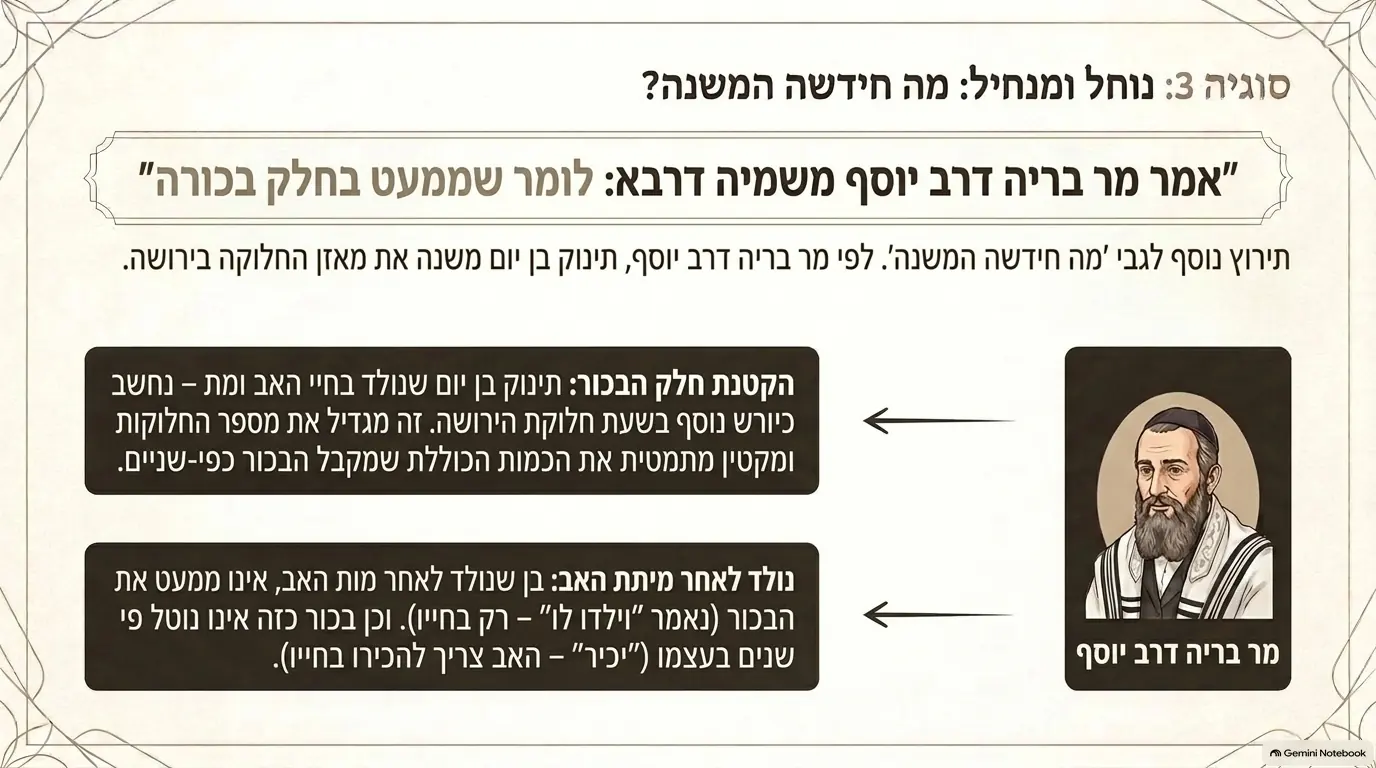 סוגיה 3: נוחל ומנחיל: מה חידשה המשנה?
"אמר מר בריה דרב יוסף משמיה דרבא: לומר שממעט בחלק בכורה"
תירוץ נוסף לגבי 'מה חידשה המשנה'. לפי מר בריה דרב יוסף, תינוק בן יום משנה את מאזן החלוקה בירושה.
הקטנת חלק הבכור: תינוק בן יום שנולד בחיי האב ומת – נחשב
כיורש נוסף בשעת חלוקת הירושה. זה מגדיל את מספר החלוקות
ומקטין מתמטית את הכמות הכוללת שמקבל הבכור כפי-שניים.
נולד לאחר מיתת האב: בן שנולד לאחר מות האב, אינו ממעט את
הבכור (נאמר "וילדו לו" – רק בחייו). וכן בכור כזה אינו נוטל פי
שנים בעצמו ("יכיר" – האב צריך להכירו בחייו).
מר בריה דרב יוסף
Gemini Notebook